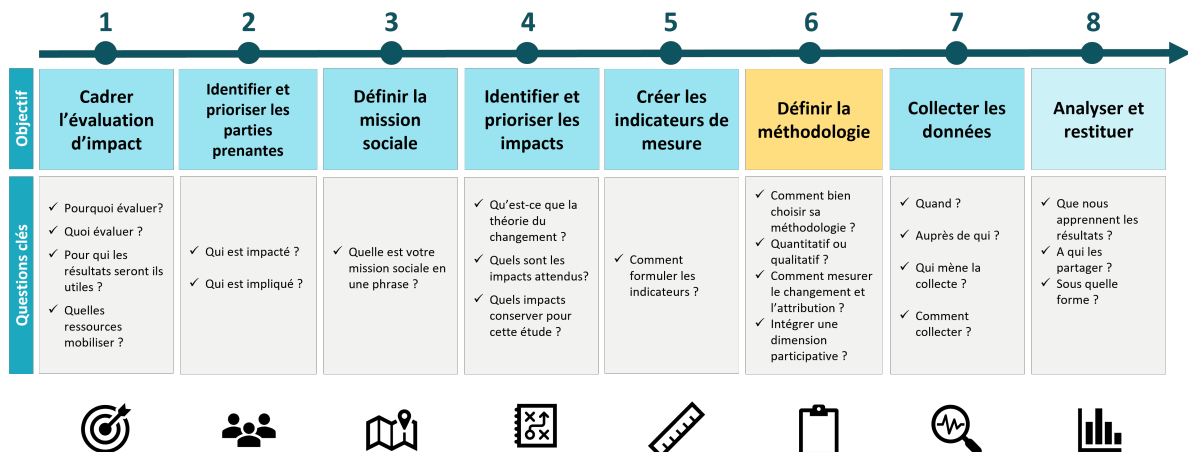 1
2
3
4
5
6
7
8
Objectif
Cadrer
l’évaluation
d’impact
Identifier et
prioriser les
parties
prenantes
Définir la
mission
sociale
Identifier et
prioriser les
impacts
Créer les
indicateurs de
mesure
Définir la
méthodologie
Collecter les
données
Analyser et
restituer
Questions clés
✓ Pourquoi évaluer?
✓ Quoi évaluer ?
✓ Pour qui les
résultats seront ils
utiles ?
✓ Quelles
ressources
mobiliser ?
✓ Qui est impacté ?
✓ Qui est impliqué ?
✓ Quelle est votre
mission sociale en
une phrase ?
✓ Qu’est-ce que la
théorie du
changement ?
✓ Quels sont les
impacts attendus?
✓ Quels impacts
conserver pour
cette étude ?
✓ Comment
formuler les
indicateurs ?
✓ Comment bien
choisir sa
méthodologie ?
✓ Quantitatif ou
qualitatif ?
✓ Comment mesurer
le changement et
l’attribution ?
✓ Intégrer une
dimension
participative ?
✓ Quand ?
✓ Auprès de qui ?
✓ Qui mène la
collecte ?
✓ Comment
collecter ?
✓ Que nous
apprennent les
résultats ?
✓ A qui les
partager ?
✓ Sous quelle
forme ?